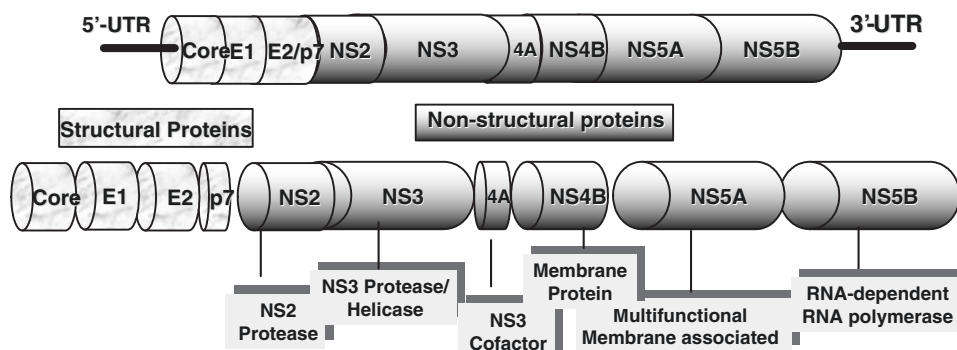 5'-UTR
3'-UTR
Core E1 E2/p7 NS2 NS3 4A NS4B NS5A NS5B
Structural Proteins
Non-structural proteins
Core E1 E2 p7 NS2 NS3 4A NS4B NS5A NS5B
NS2
Protease
NS3 Protease/
Helicase
NS3
Cofactor
Membrane
Protein
Multifunctional
Membrane associated
RNA-dependent
RNA polymerase